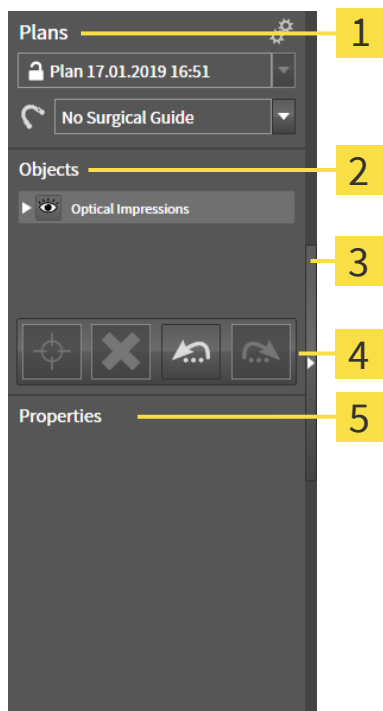 Plans
1
Plan 17.01.2019 16:51
No Surgical Guide
Objects
2
Optical Impressions
3
4
Properties
5